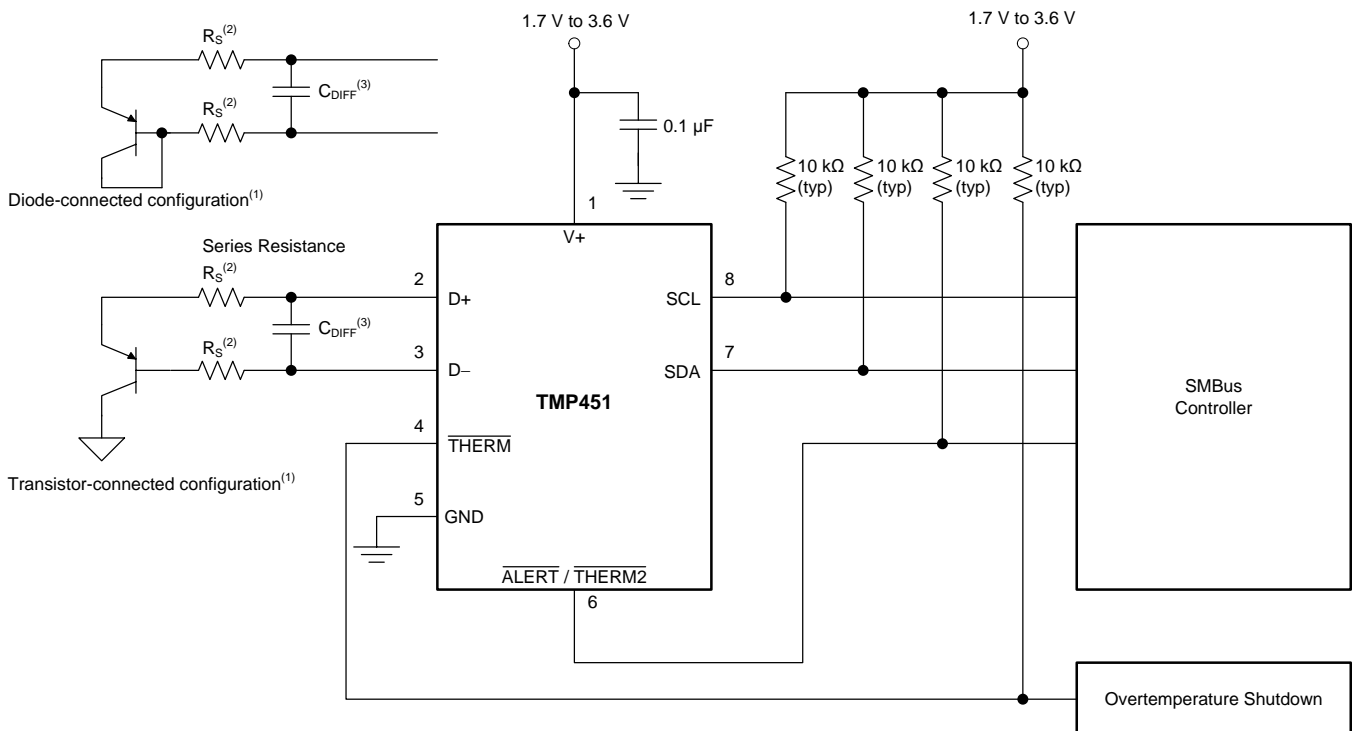 1.7 V to 3.6 V
1.7 V to 3.6 V
RS(2)
CDIFF(3)
RS(2)
0.1 µF
10 kΩ
(typ)
10 kΩ
(typ)
10 kΩ
(typ)
10 kΩ
(typ)
Diode-connected configuration(1)
1
V+
Series Resistance
RS(2)
2
D+
8
SCL
CDIFF(3)
RS(2)
3
D−
7
SDA
TMP451
SMBus
Controller
4
THERM
Transistor-connected configuration(1)
5
GND
ALERT / THERM2
6
Overtemperature Shutdown